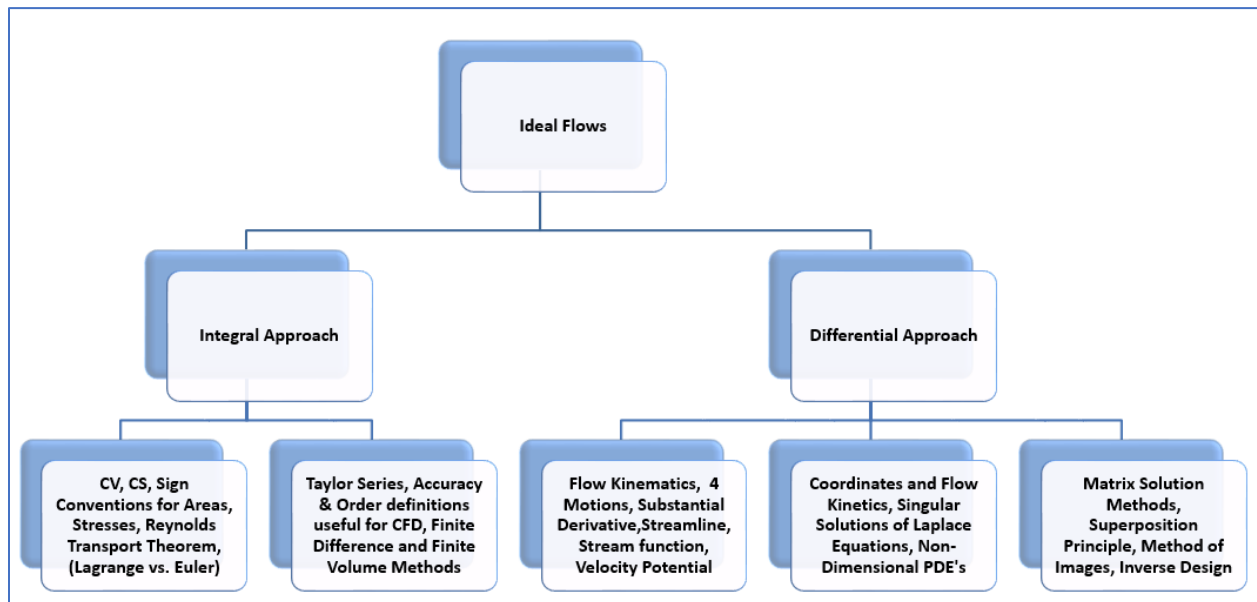 Ideal Flows
Integral Approach
Differential Approach
CV, CS, Sign
Conventions for Areas,
Stresses, Reynolds
Transport Theorem,
(Lagrange vs. Euler)
Taylor Series, Accuracy
& Order definitions
useful for CFD, Finite
Difference and Finite
Volume Methods
Flow Kinematics,  4
Motions, Substantial
Derivative,Streamline,
Stream function,
Velocity Potential
Coordinates and Flow
Kinetics, Singular
Solutions of Laplace
Equations, Non-
Dimensional PDE's
Matrix Solution
Methods,
Superposition
Principle, Method of
Images, Inverse Design